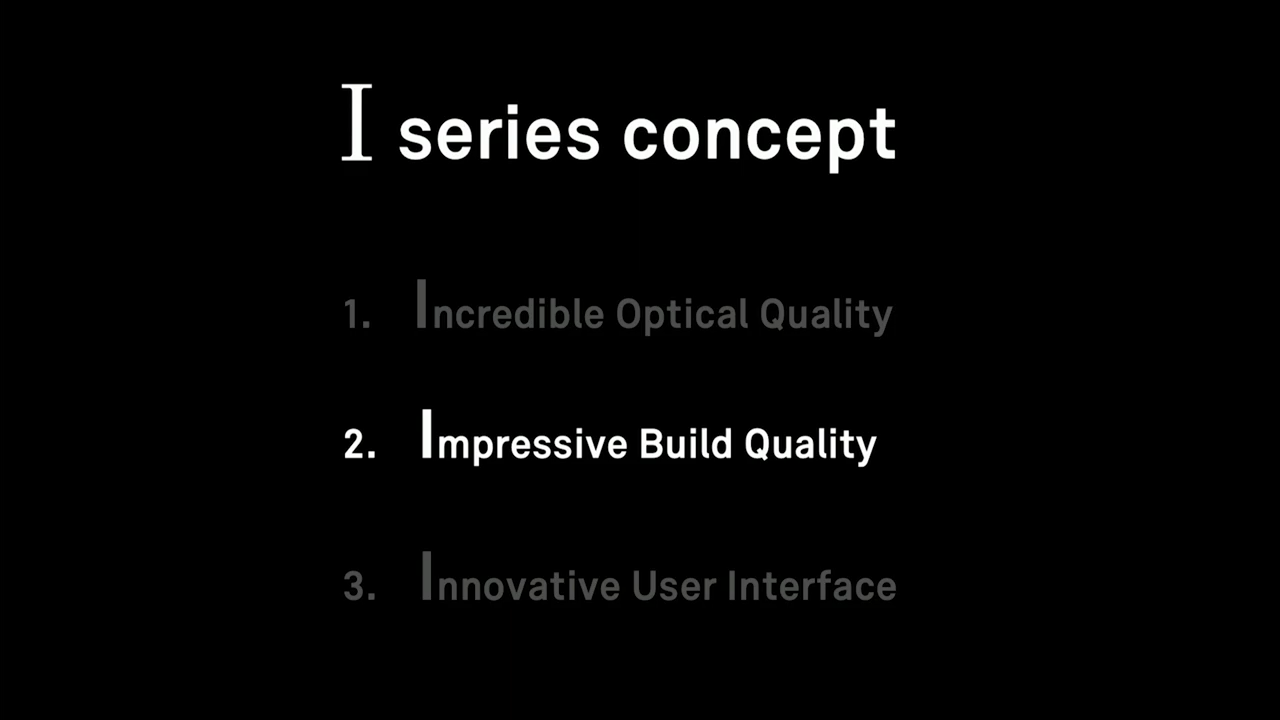 I series concept
1. Incredible Optical Quality
2. Impressive Build Quality
3. Innovative User Interface